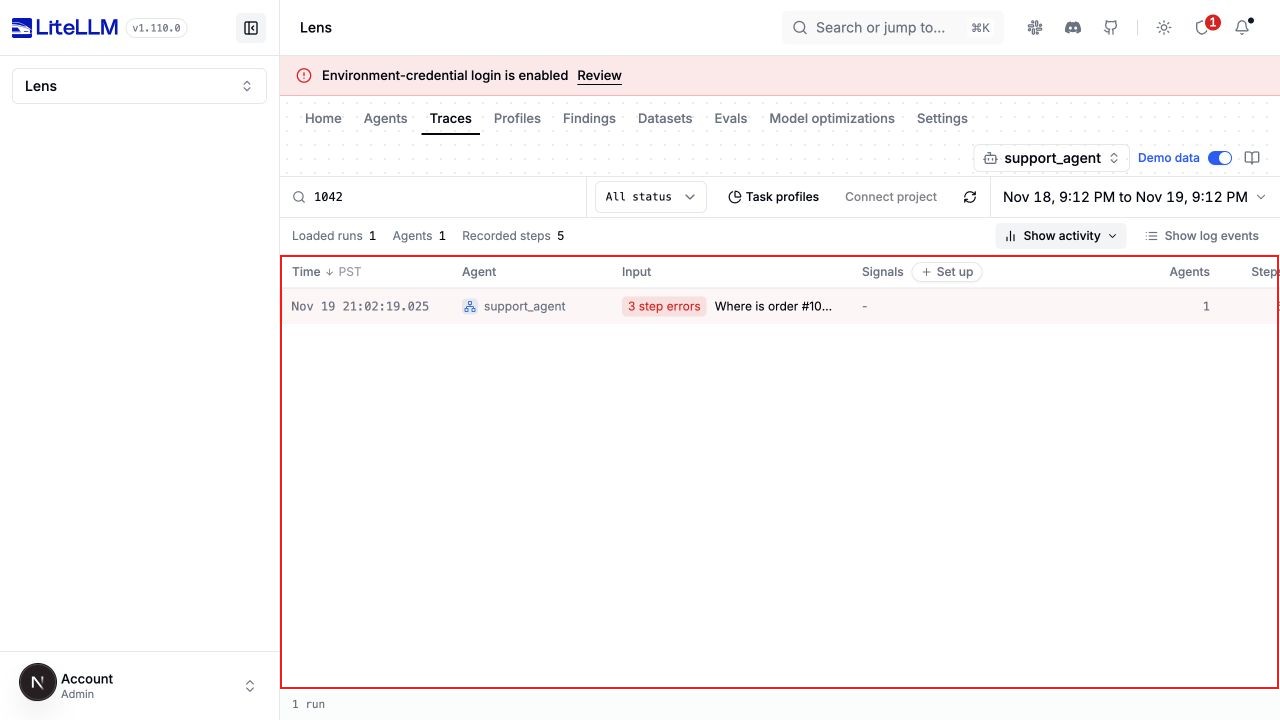 LiteLLM v1.110.0
Lens
Search or jump to... ⌘K
1
Lens
Environment-credential login is enabled Review
Home Agents Traces Profiles Findings Datasets Evals Model optimizations Settings
support_agent Demo data
1042 All status Task profiles Connect project Nov 18, 9:12 PM to Nov 19, 9:12 PM
Loaded runs 1 Agents 1 Recorded steps 5 Show activity Show log events
Time ↓ PST Agent Input Signals + Set up Agents Steps
Nov 19 21:02:19.025 support_agent 3 step errors Where is order #10... - 1
N Account
Admin
1 run